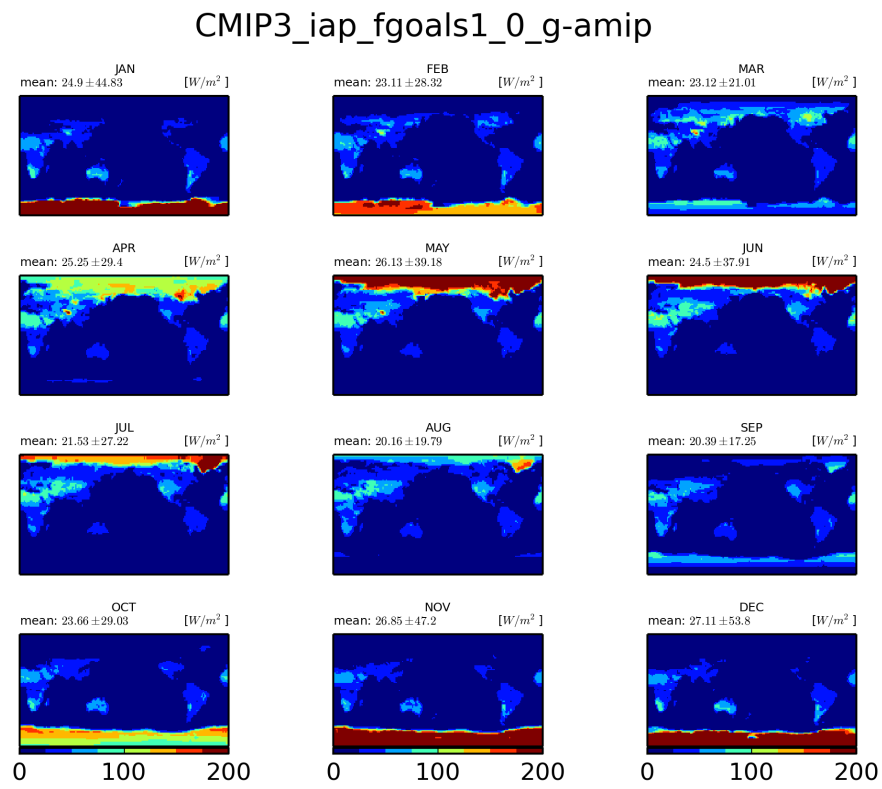 CMIP3_iap_fgoals1_0_g-amip
JAN FEB MAR
mean: 24.9 ±44.83 [W/m² ] mean: 23.11 ±28.32 [W/m² ] mean: 23.12 ±21.01 [W/m² ]
APR MAY JUN
mean: 25.25 ±29.4 [W/m² ] mean: 26.13 ±39.18 [W/m² ] mean: 24.5 ±37.91 [W/m² ]
JUL AUG SEP
mean: 21.53 ±27.22 [W/m² ] mean: 20.16 ±19.79 [W/m² ] mean: 20.39 ±17.25 [W/m² ]
OCT NOV DEC
mean: 23.66 ±29.03 [W/m² ] mean: 26.85 ±47.2 [W/m² ] mean: 27.11 ±53.8 [W/m² ]
0 100 200 0 100 200 0 100 200